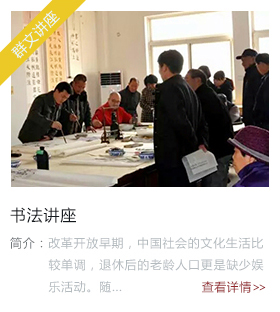 群文讲座
书法讲座
简介：改革开放早期，中国社会的文化生活比
较单调，退休后的老龄人口更是缺少娱
乐活动。随...
查看详情>>